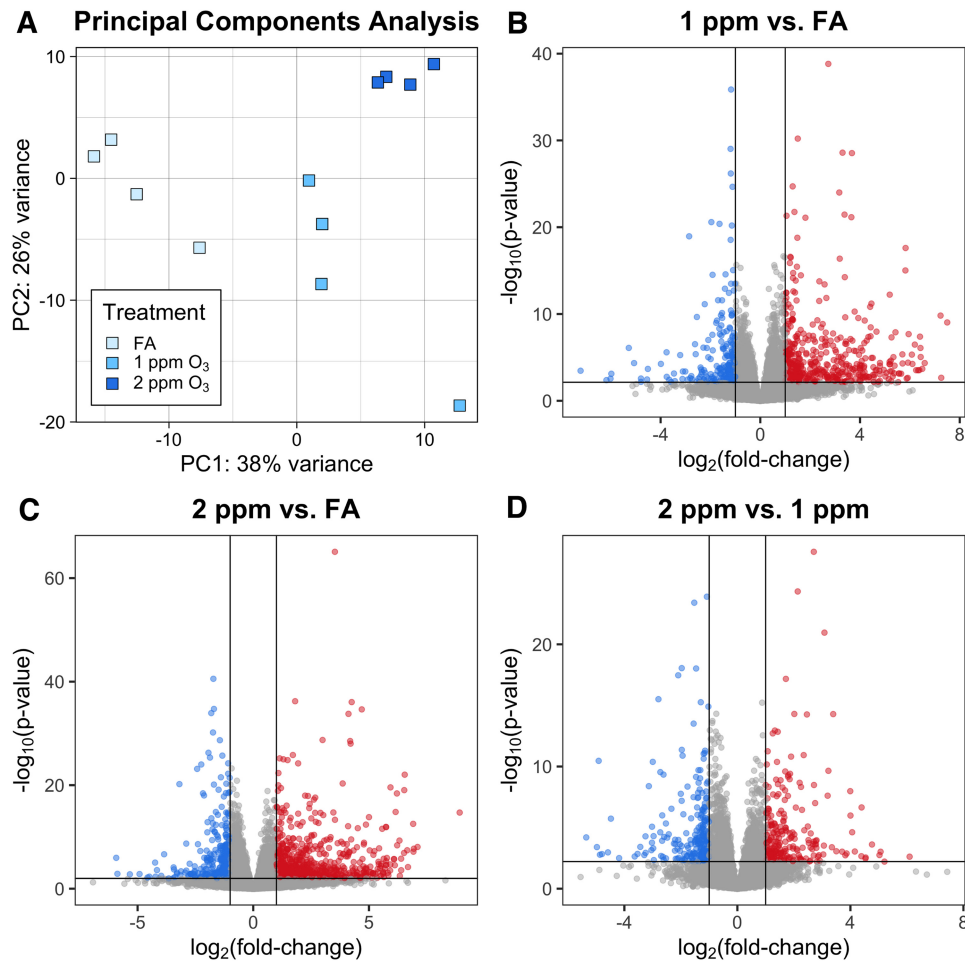 A Principal Components Analysis
10
0
-10
-20
PC2: 26% variance
Treatment
FA
1 ppm O₃
2 ppm O₃
-10 0 10
PC1: 38% variance
B 1 ppm vs. FA
40
30
20
10
0
-log₁₀(p-value)
-4 0 4 8
log₂(fold-change)
C 2 ppm vs. FA
60
40
20
0
-log₁₀(p-value)
-5 0 5
log₂(fold-change)
D 2 ppm vs. 1 ppm
20
10
0
-log₁₀(p-value)
-4 0 4 8
log₂(fold-change)